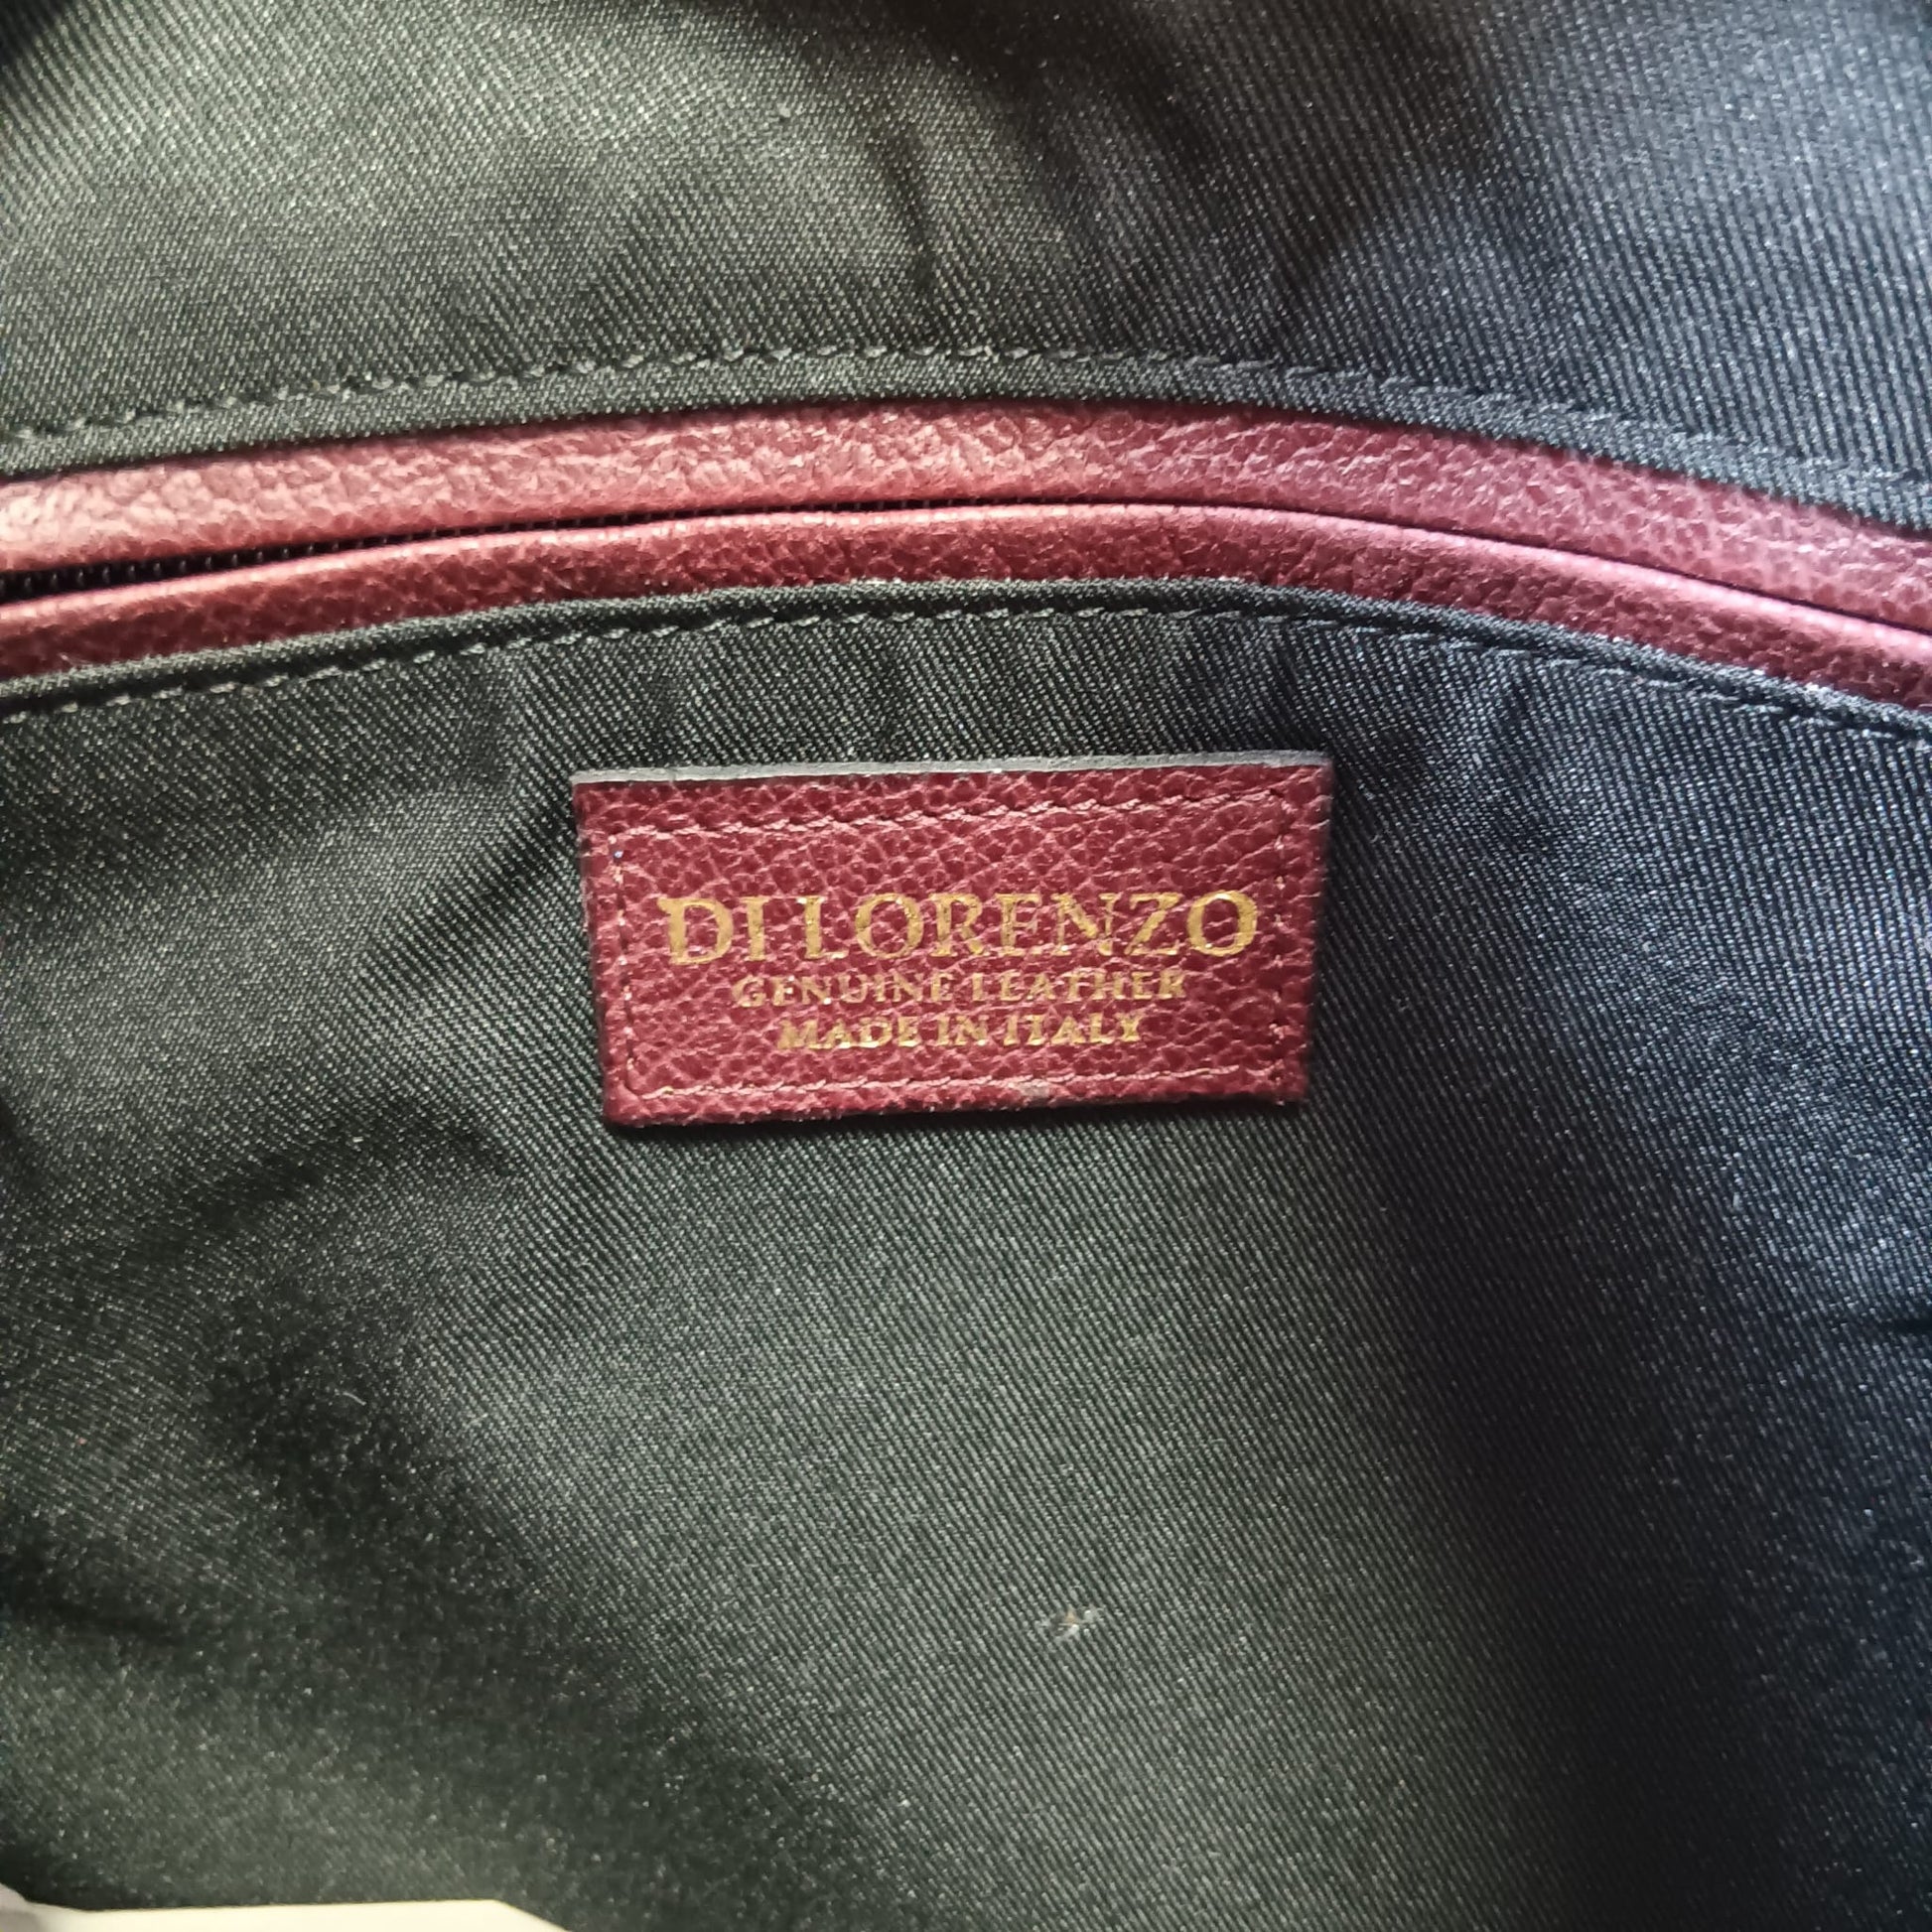 DI LORENZO
GENUINE LEATHER
MADE IN ITALY